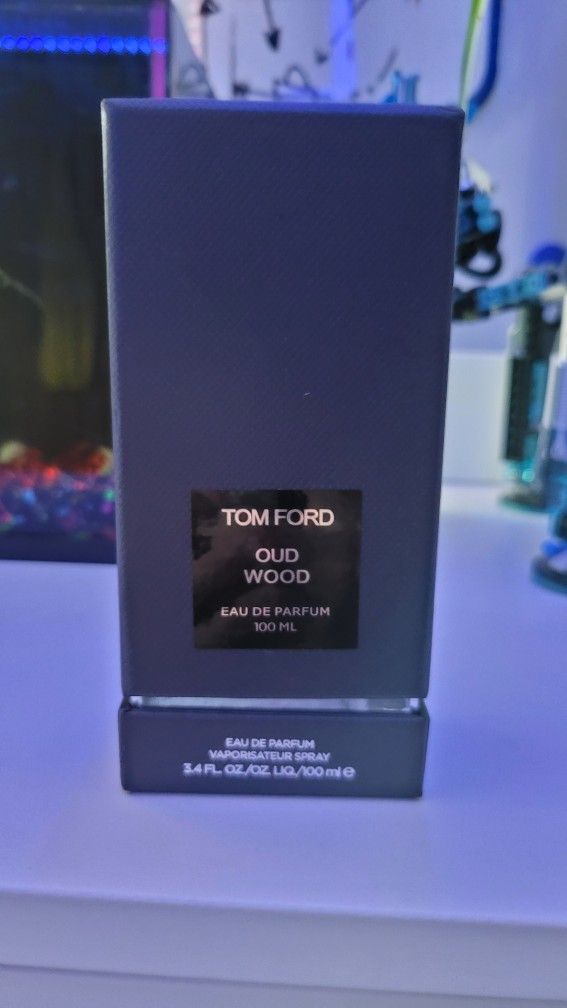 TOM FORD
OUD
WOOD
EAU DE PARFUM
100 ML
EAU DE PARFUM
VAPORISATEUR SPRAY
3.4 FL. OZ./OZ. LIQ./100 ml e